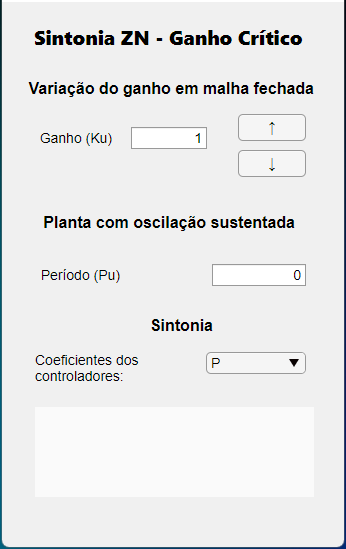 Sintonia ZN - Ganho Crítico
Variação do ganho em malha fechada
Ganho (Ku) 1 ↑
↓
Planta com oscilação sustentada
Período (Pu) 0
Sintonia
Coeficientes dos
controladores:
P